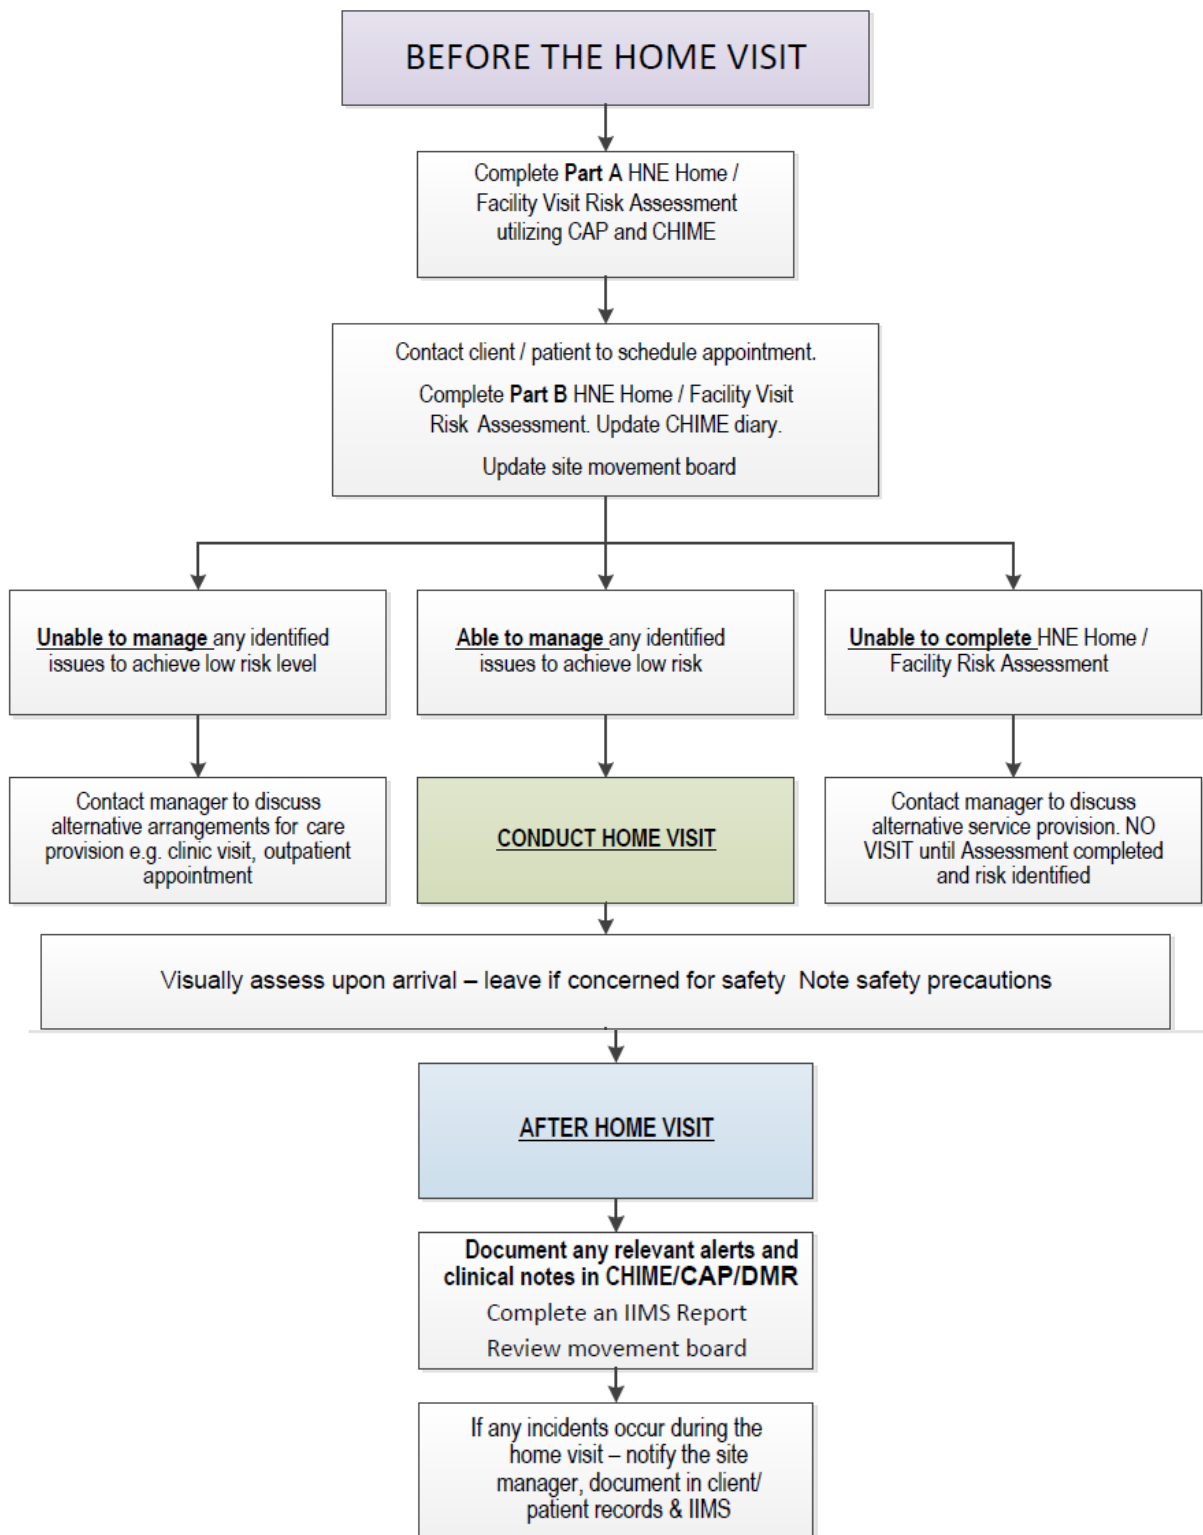 BEFORE THE HOME VISIT
Complete Part A HNE Home /
Facility Visit Risk Assessment
utilizing CAP and CHIME
Contact client / patient to schedule appointment.
Complete Part B HNE Home / Facility Visit
Risk Assessment. Update CHIME diary.
Update site movement board
Unable to manage any identified
issues to achieve low risk level
Able to manage any identified
issues to achieve low risk
Unable to complete HNE Home /
Facility Risk Assessment
Contact manager to discuss
alternative arrangements for care
provision e.g. clinic visit, outpatient
appointment
CONDUCT HOME VISIT
Contact manager to discuss
alternative service provision. NO
VISIT until Assessment completed
and risk identified
Visually assess upon arrival – leave if concerned for safety Note safety precautions
AFTER HOME VISIT
Document any relevant alerts and
clinical notes in CHIME/CAP/DMR
Complete an IIMS Report
Review movement board
If any incidents occur during the
home visit – notify the site
manager, document in client/
patient records & IIMS